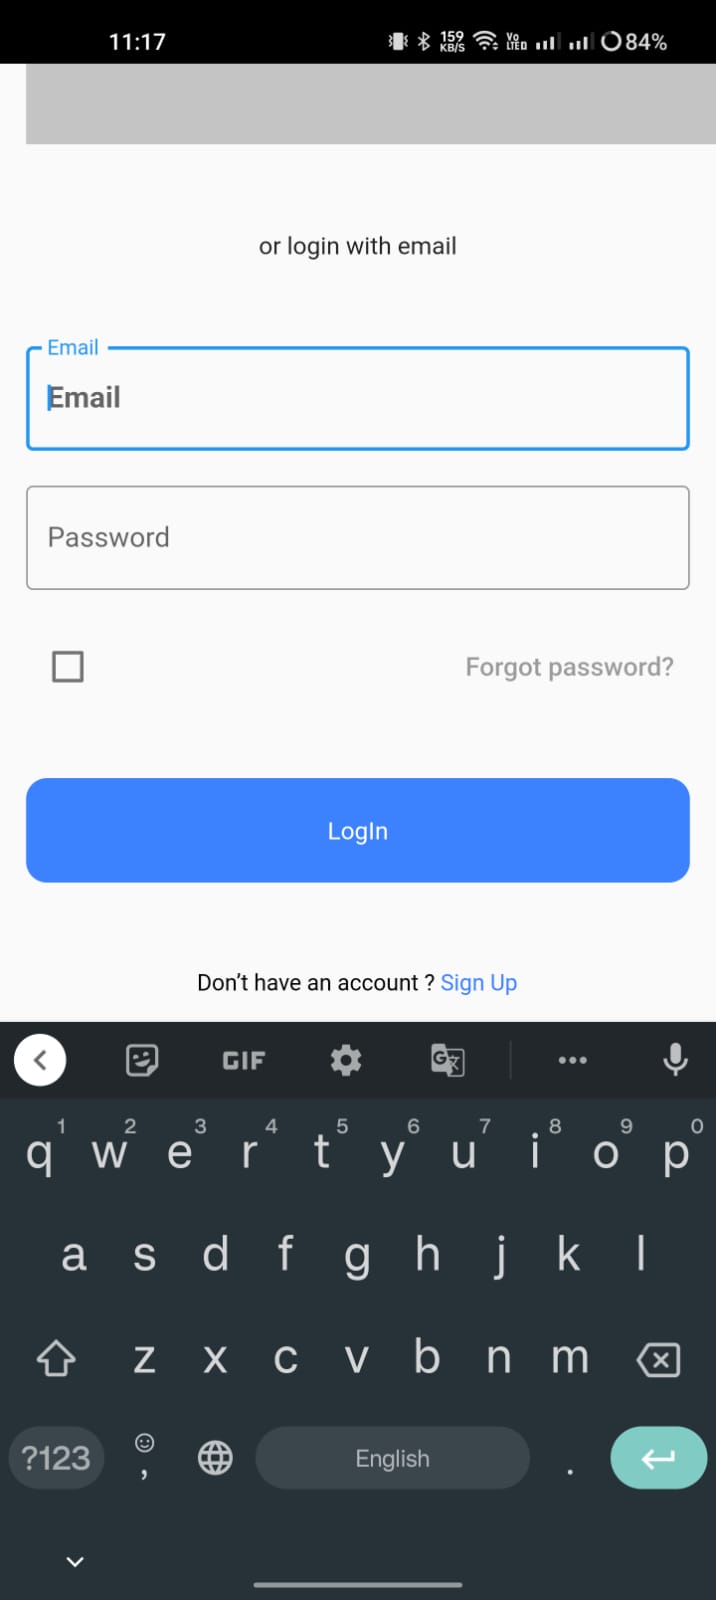 11:17 159 KB/S Vo LTE 84%
or login with email
Email
Email
Password
Forgot password?
LogIn
Don't have an account ? Sign Up
GIF G
1 2 3 4 5 6 7 8 9 0
q w e r t y u i o p
a s d f g h j k l
z x c v b n m
?123 , English .